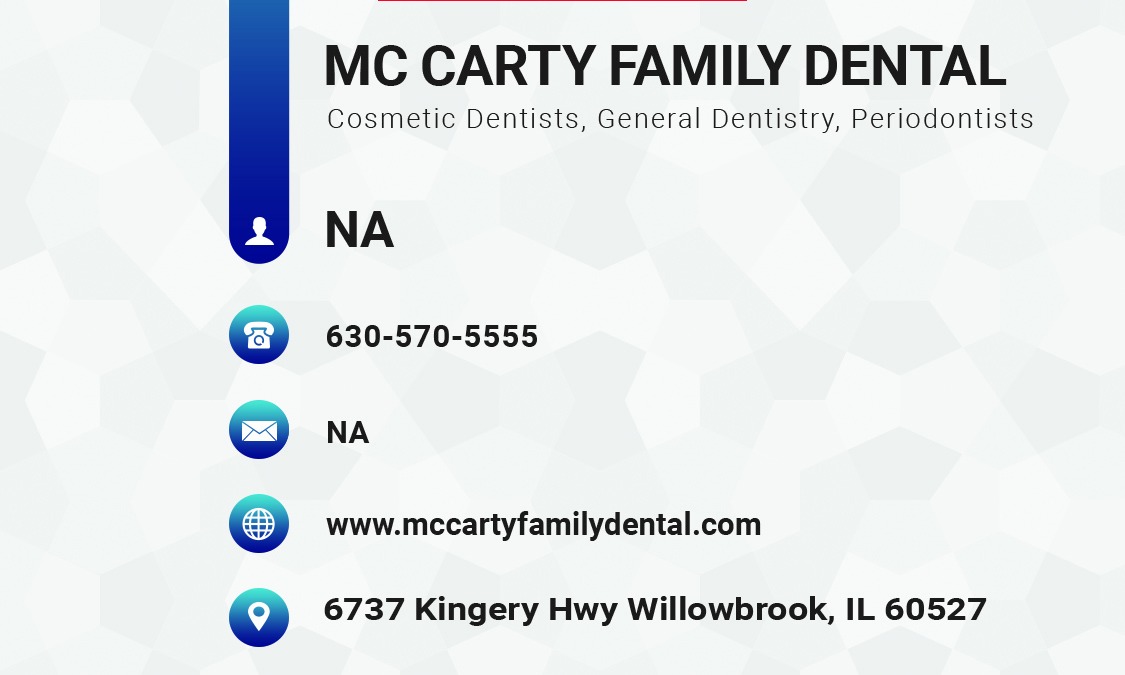 MC CARTY FAMILY DENTAL
Cosmetic Dentists, General Dentistry, Periodontists
NA
630-570-5555
NA
www.mccartyfamilydental.com
6737 Kingery Hwy Willowbrook, IL 60527